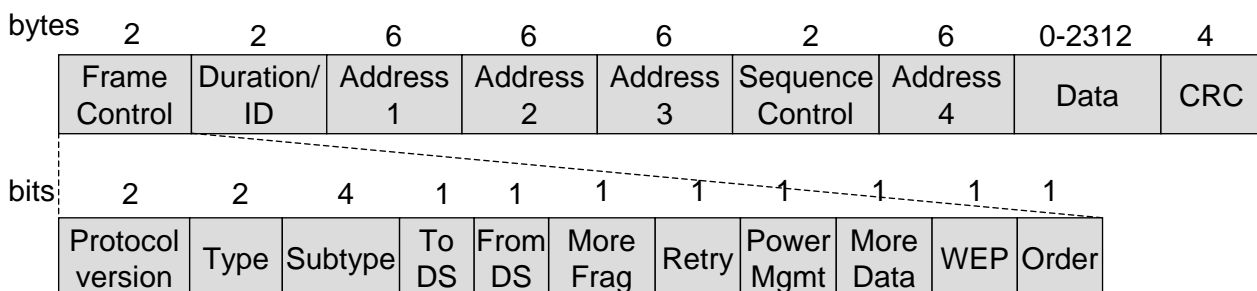 bytes 2 2 6 6 6 2 6 0-2312 4
Frame Duration/ Address Address Address Sequence Address Data CRC
Control ID 1 2 3 Control 4
bits 2 2 4 1 1 1 1 1 1 1 1
Protocol Type Subtype To From More Retry Power More WEP Order
version DS DS Frag Mgmt Data